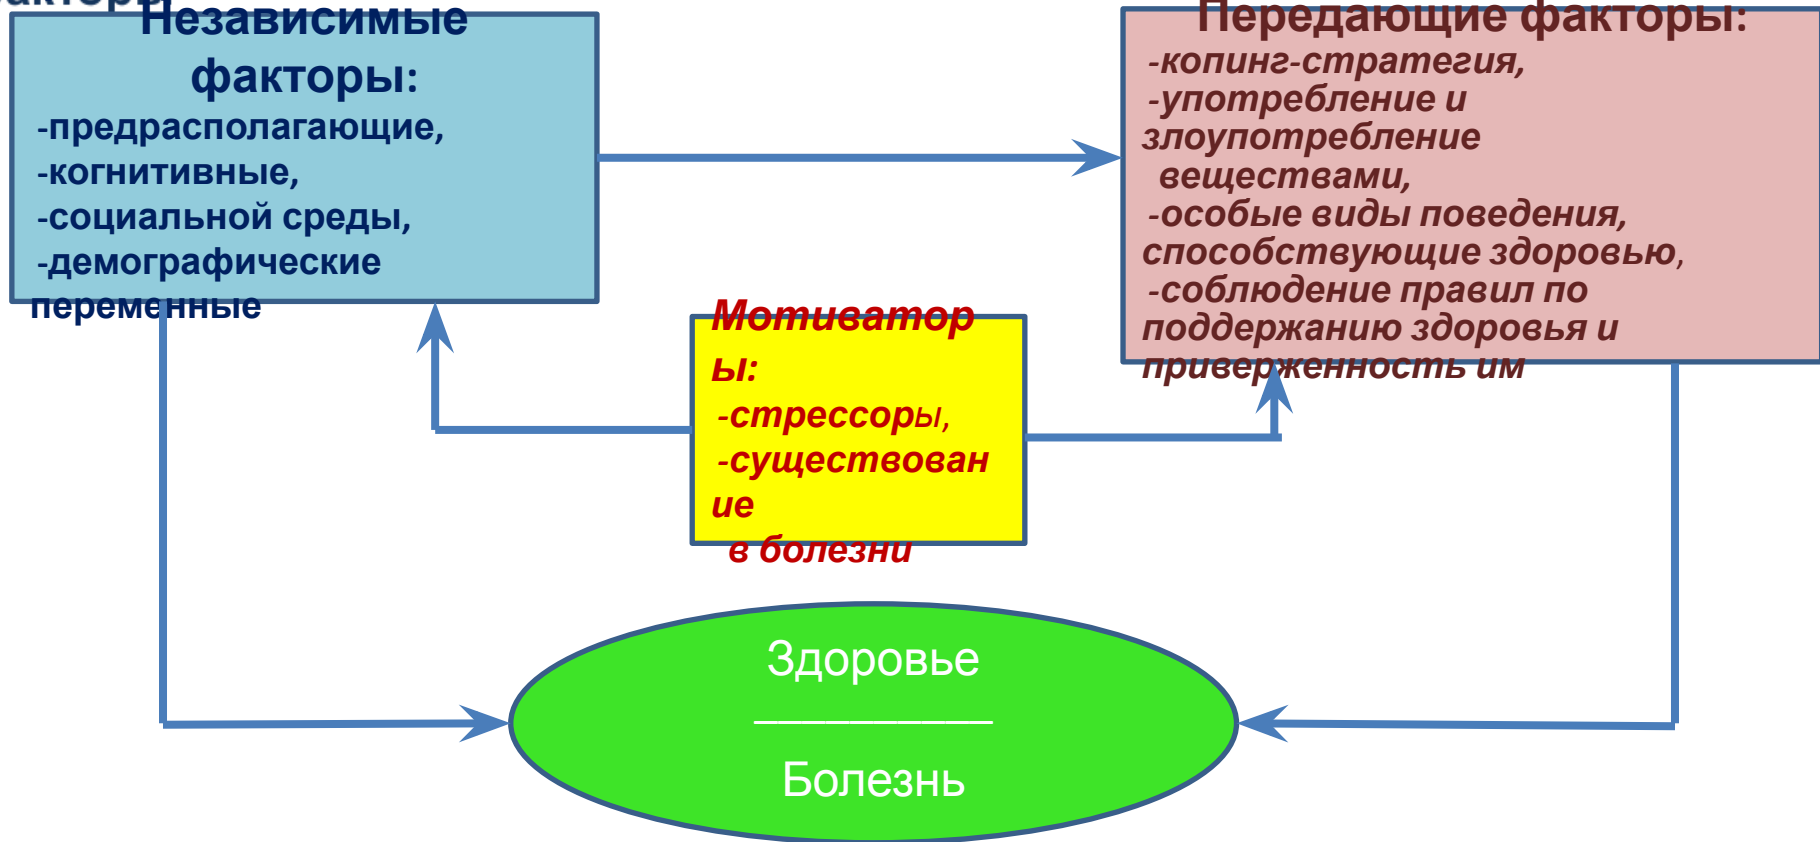 Независимые
факторы:
-предрасполагающие,
-когнитивные,
-социальной среды,
-демографические
переменные
Передающие факторы:
-копинг-стратегия,
-употребление и
злоупотребление
веществами,
-особые виды поведения,
способствующие здоровью,
-соблюдение правил по
поддержанию здоровья и
приверженность им
Мотиватор
ы:
-стрессоры,
-существован
ие
в болезни
Здоровье
Болезнь